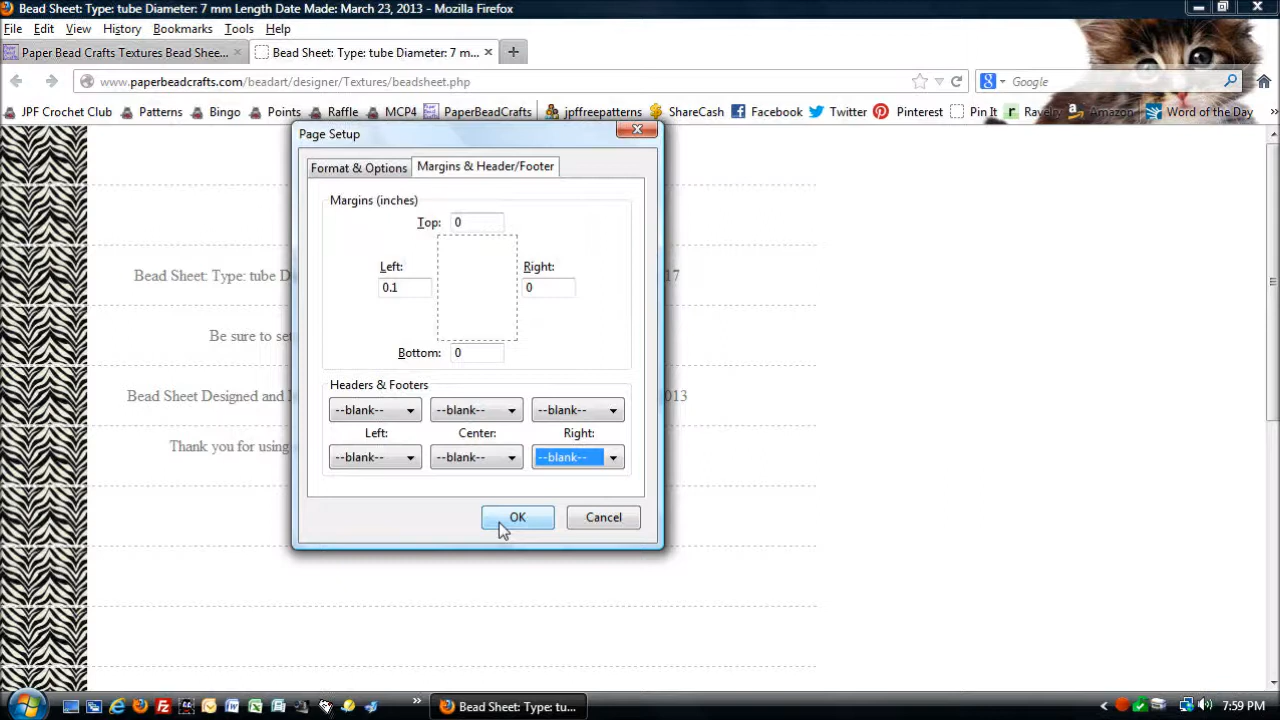 Bead Sheet: Type: tube Diameter: 7 mm Length Date Made: March 23, 2013 - Mozilla Firefox
File Edit View History Bookmarks Tools Help
Paper Bead Crafts Textures Bead Shee... Bead Sheet: Type: tube Diameter: 7 m...
www.paperbeadcrafts.com/beardart/designer/Textures/beadsheet.php Google
JPF Crochet Club Patterns Bingo Points Raffle MCP4 PaperBeadCrafts jpffreepatterns ShareCash Facebook Twitter Pinterest Pin It Ravelry Amazon Word of the Day
Page Setup
Format & Options Margins & Header/Footer
Margins (inches)
Top: 0
Left: Right:
0.1 0
Bottom: 0
Headers & Footers
--blank-- --blank-- --blank--
Left: Center: Right:
--blank-- --blank-- --blank--
OK Cancel
Bead Sheet: Type: tube D 17
Be sure to set
Bead Sheet Designed and 013
Thank you for using
Bead Sheet: Type: tu... 7:59 PM